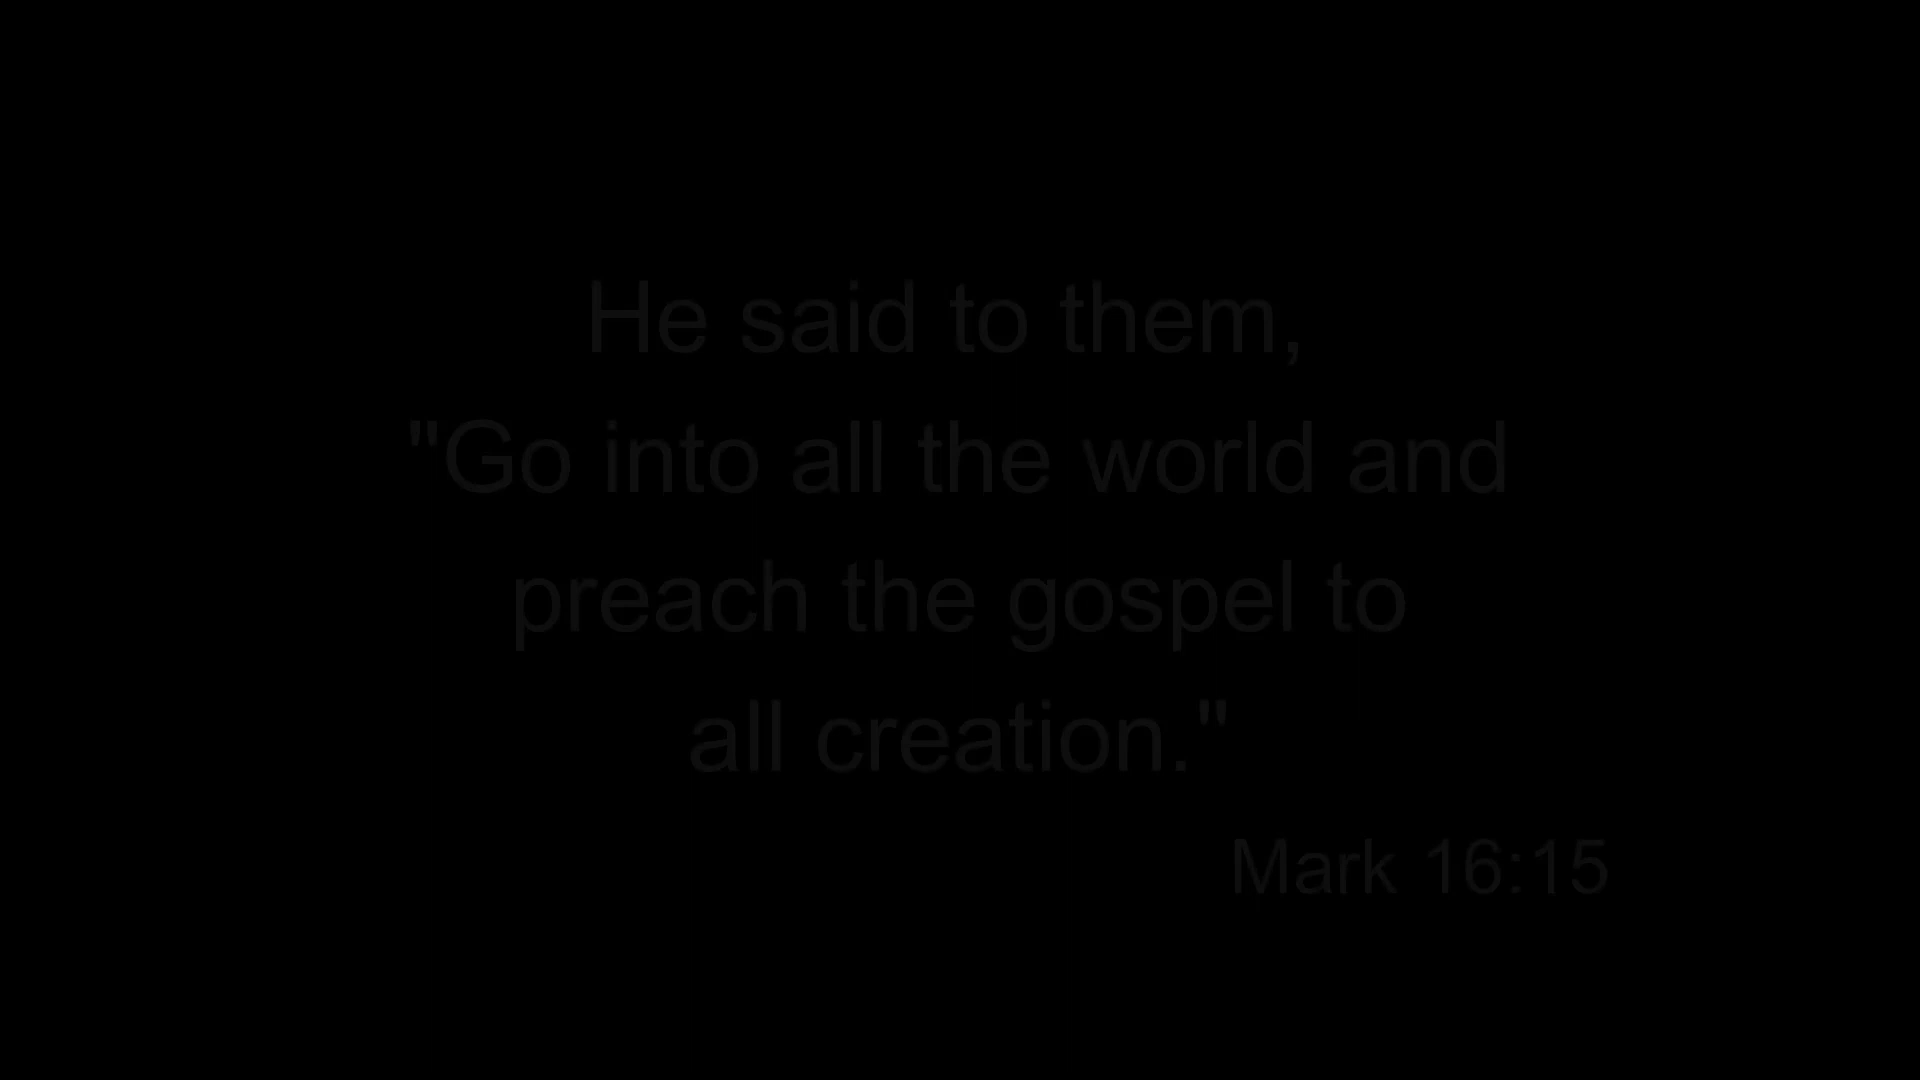 He said to them,
"Go into all the world and
preach the gospel to
all creation."
Mark 16:15